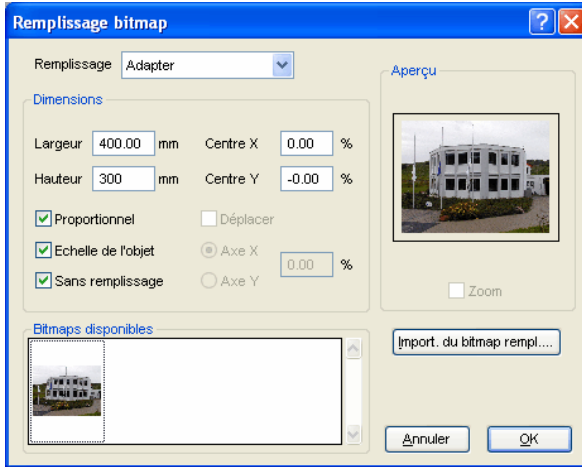 Remplissage bitmap
Remplissage Adapter
Aperçu
Dimensions
Largeur 400.00 mm Centre X 0.00 %
Hauteur 300 mm Centre Y -0.00 %
Proportionnel Déplacer
Echelle de l'objet Axe X 0.00 %
Sans remplissage Axe Y
Zoom
Bitmaps disponibles
Import. du bitmap rempl....
Annuler OK